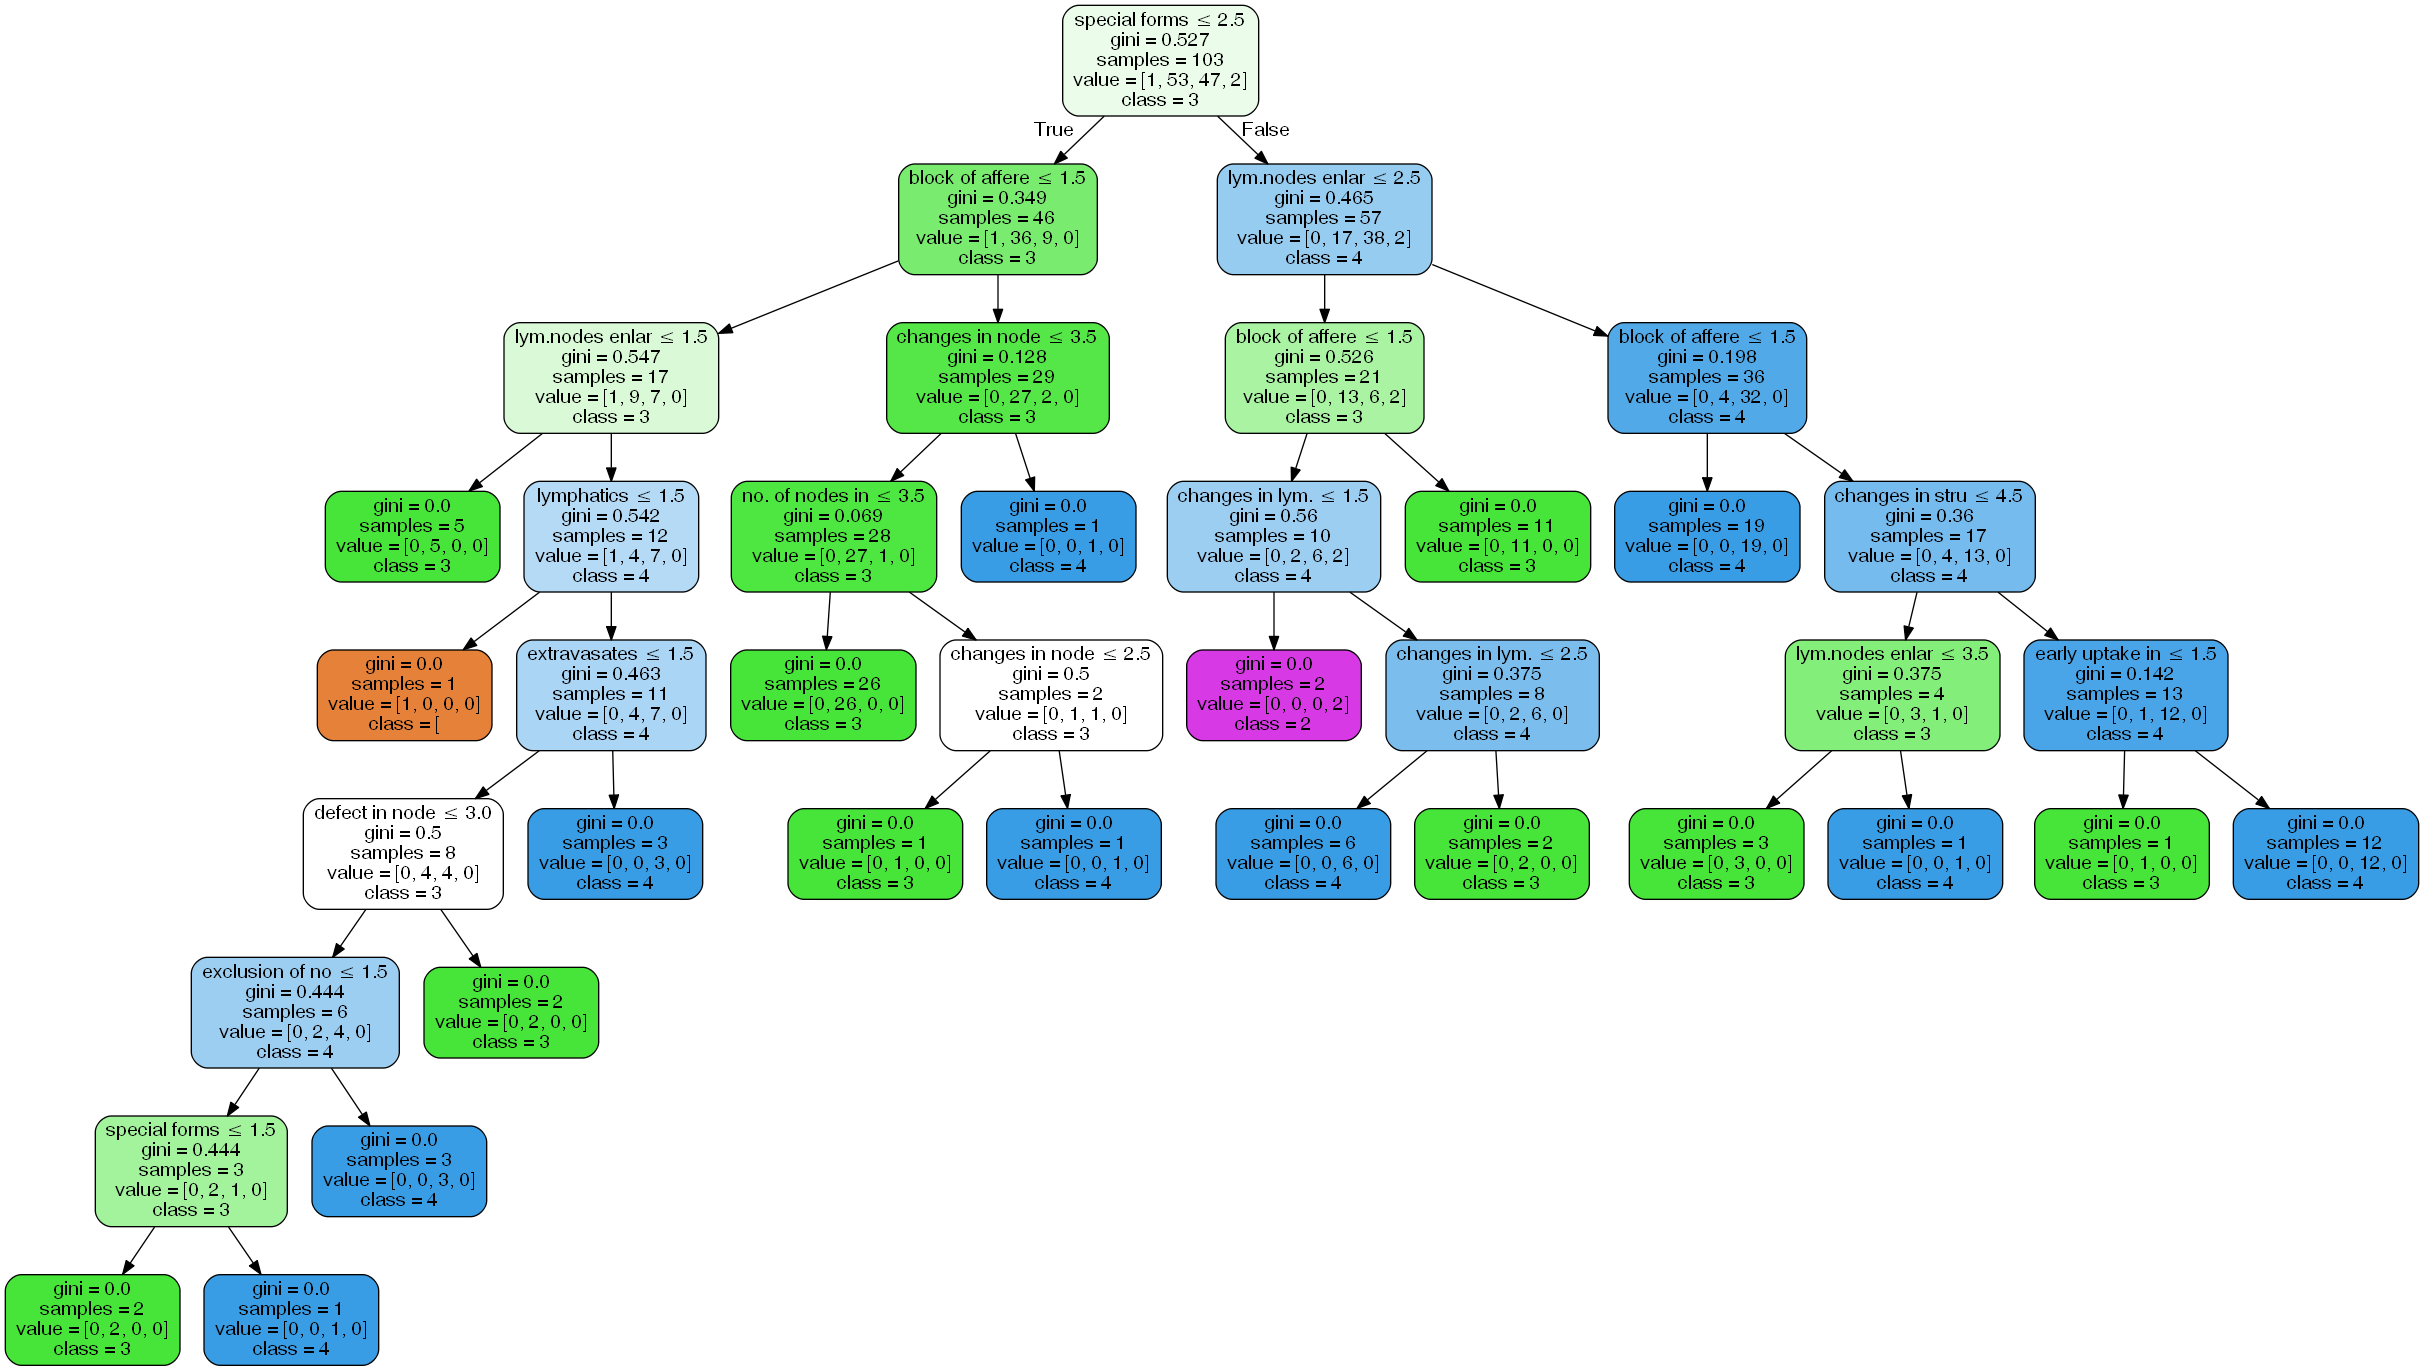 special forms ≤ 2.5
gini = 0.527
samples = 103
value = [1, 53, 47, 2]
class = 3
True
False
block of affere ≤ 1.5
gini = 0.349
samples = 46
value = [1, 36, 9, 0]
class = 3
lym.nodes enlar ≤ 2.5
gini = 0.465
samples = 57
value = [0, 17, 38, 2]
class = 4
lym.nodes enlar ≤ 1.5
gini = 0.547
samples = 17
value = [1, 9, 7, 0]
class = 3
changes in node ≤ 3.5
gini = 0.128
samples = 29
value = [0, 27, 2, 0]
class = 3
block of affere ≤ 1.5
gini = 0.526
samples = 21
value = [0, 13, 6, 2]
class = 3
block of affere ≤ 1.5
gini = 0.198
samples = 36
value = [0, 4, 32, 0]
class = 4
gini = 0.0
samples = 5
value = [0, 5, 0, 0]
class = 3
lymphatics ≤ 1.5
gini = 0.542
samples = 12
value = [1, 4, 7, 0]
class = 4
no. of nodes in ≤ 3.5
gini = 0.069
samples = 28
value = [0, 27, 1, 0]
class = 3
gini = 0.0
samples = 1
value = [0, 0, 1, 0]
class = 4
changes in lym. ≤ 1.5
gini = 0.56
samples = 10
value = [0, 2, 6, 2]
class = 4
gini = 0.0
samples = 11
value = [0, 11, 0, 0]
class = 3
gini = 0.0
samples = 19
value = [0, 0, 19, 0]
class = 4
changes in stru ≤ 4.5
gini = 0.36
samples = 17
value = [0, 4, 13, 0]
class = 4
gini = 0.0
samples = 1
value = [1, 0, 0, 0]
class = [
extravasates ≤ 1.5
gini = 0.463
samples = 11
value = [0, 4, 7, 0]
class = 4
gini = 0.0
samples = 26
value = [0, 26, 0, 0]
class = 3
changes in node ≤ 2.5
gini = 0.5
samples = 2
value = [0, 1, 1, 0]
class = 3
gini = 0.0
samples = 2
value = [0, 0, 0, 2]
class = 2
changes in lym. ≤ 2.5
gini = 0.375
samples = 8
value = [0, 2, 6, 0]
class = 4
lym.nodes enlar ≤ 3.5
gini = 0.375
samples = 4
value = [0, 3, 1, 0]
class = 3
early uptake in ≤ 1.5
gini = 0.142
samples = 13
value = [0, 1, 12, 0]
class = 4
defect in node ≤ 3.0
gini = 0.5
samples = 8
value = [0, 4, 4, 0]
class = 3
gini = 0.0
samples = 3
value = [0, 0, 3, 0]
class = 4
gini = 0.0
samples = 1
value = [0, 1, 0, 0]
class = 3
gini = 0.0
samples = 1
value = [0, 0, 1, 0]
class = 4
gini = 0.0
samples = 6
value = [0, 0, 6, 0]
class = 4
gini = 0.0
samples = 2
value = [0, 2, 0, 0]
class = 3
gini = 0.0
samples = 3
value = [0, 3, 0, 0]
class = 3
gini = 0.0
samples = 1
value = [0, 0, 1, 0]
class = 4
gini = 0.0
samples = 1
value = [0, 1, 0, 0]
class = 3
gini = 0.0
samples = 12
value = [0, 0, 12, 0]
class = 4
exclusion of no ≤ 1.5
gini = 0.444
samples = 6
value = [0, 2, 4, 0]
class = 4
gini = 0.0
samples = 2
value = [0, 2, 0, 0]
class = 3
special forms ≤ 1.5
gini = 0.444
samples = 3
value = [0, 2, 1, 0]
class = 3
gini = 0.0
samples = 3
value = [0, 0, 3, 0]
class = 4
gini = 0.0
samples = 2
value = [0, 2, 0, 0]
class = 3
gini = 0.0
samples = 1
value = [0, 0, 1, 0]
class = 4